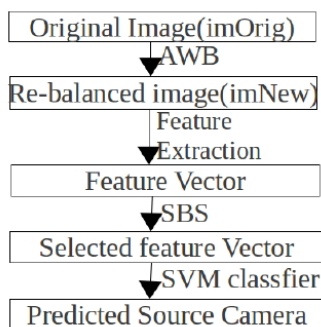 Original Image(imOrig)
AWB
Re-balanced image(imNew)
Feature
Extraction
Feature Vector
SBS
Selected feature Vector
SVM classfier
Predicted Source Camera